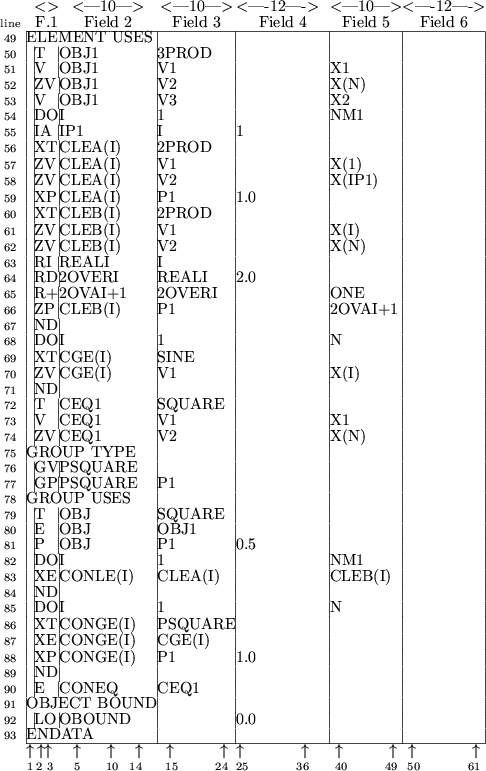 <> <—10—> <—10—> <—12—> <—10—> <—-12—->
line F.1 Field 2 Field 3 Field 4 Field 5 Field 6
49 ELEMENT USES
50 T OBJ1 3PROD
51 V OBJ1 V1 X1
52 ZV OBJ1 V2 X(N)
53 V OBJ1 V3 X2
54 DO I 1 NM1
55 IA IP1 I 1
56 XT CLEA(I) 2PROD
57 ZV CLEA(I) V1 X(1)
58 ZV CLEA(I) V2 X(IP1)
59 XP CLEA(I) P1 1.0
60 XT CLEB(I) 2PROD
61 ZV CLEB(I) V1 X(I)
62 ZV CLEB(I) V2 X(N)
63 RI REALI I
64 RD 2OVERI REALI 2.0
65 R+ 2OVAI+1 2OVERI ONE
66 ZP CLEB(I) P1 2OVAI+1
67 ND
68 DO I 1 N
69 XT CGE(I) SINE
70 ZV CGE(I) V1 X(I)
71 ND
72 T CEQ1 SQUARE
73 V CEQ1 V1 X1
74 ZV CEQ1 V2 X(N)
75 GROUP TYPE
76 GV PSQUARE
77 GP PSQUARE P1
78 GROUP USES
79 T OBJ SQUARE
80 E OBJ OBJ1
81 P OBJ P1 0.5
82 DO I 1 NM1
83 XE CONLE(I) CLEA(I) CLEB(I)
84 ND
85 DO I 1 N
86 XT CONGE(I) PSQUARE
87 XE CONGE(I) CGE(I)
88 XP CONGE(I) P1 1.0
89 ND
90 E CONEQ CEQ1
91 OBJECT BOUND
92 LO OBOUND 0.0
93 ENDATA
↑ ↑ ↑ ↑ ↑ ↑ ↑ ↑ ↑ ↑ ↑ ↑ ↑ ↑
1 2 3 5 10 14 15 24 25 36 40 49 50 61